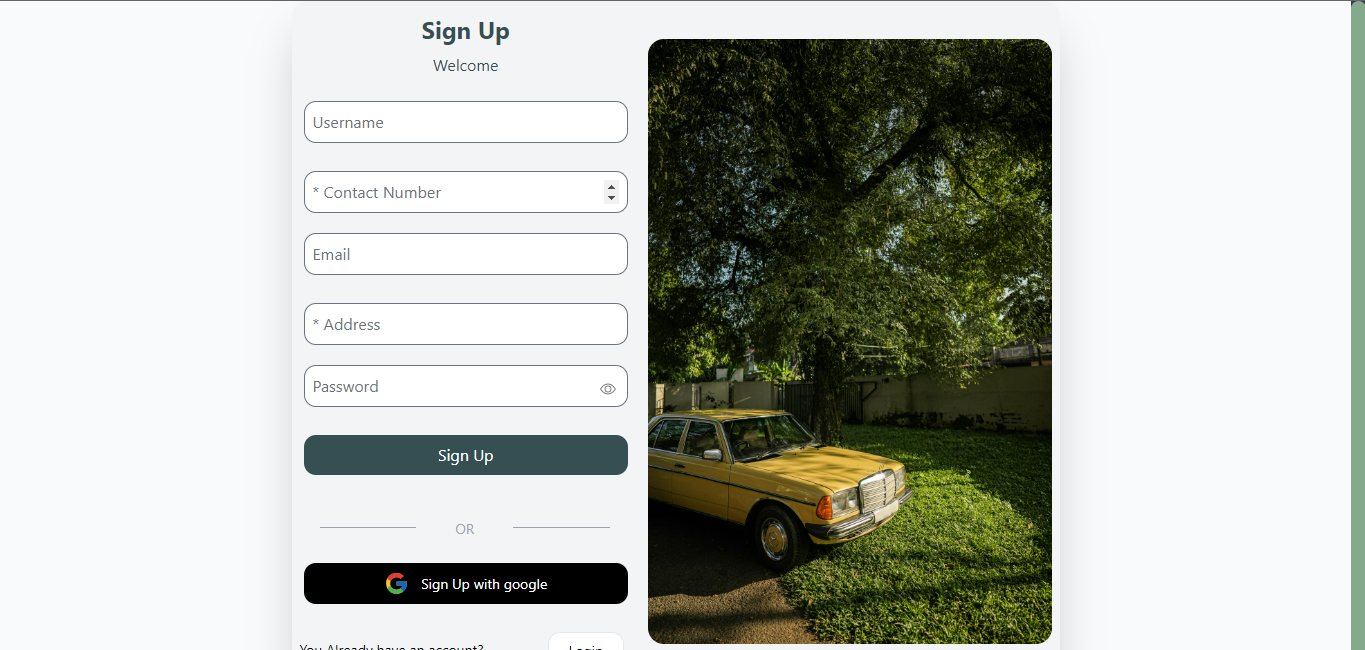 Sign Up
Welcome
Username
* Contact Number
Email
* Address
Password
Sign Up
OR
Sign Up with google
You Already have an account?
Login